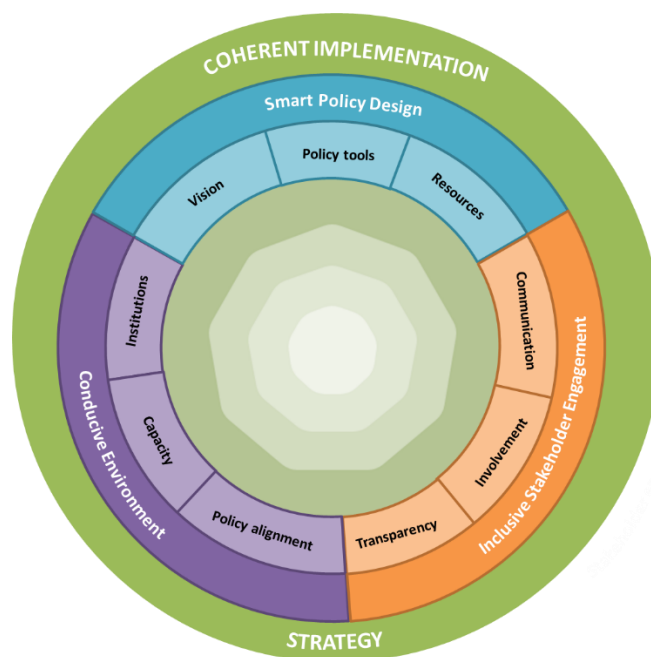 COHERENT IMPLEMENTATION
Smart Policy Design
Vision
Policy tools
Resources
Institutions
Capacity
Policy alignment
Conducive Environment
Communication
Involvement
Transparency
Inclusive Stakeholder Engagement
STRATEGY